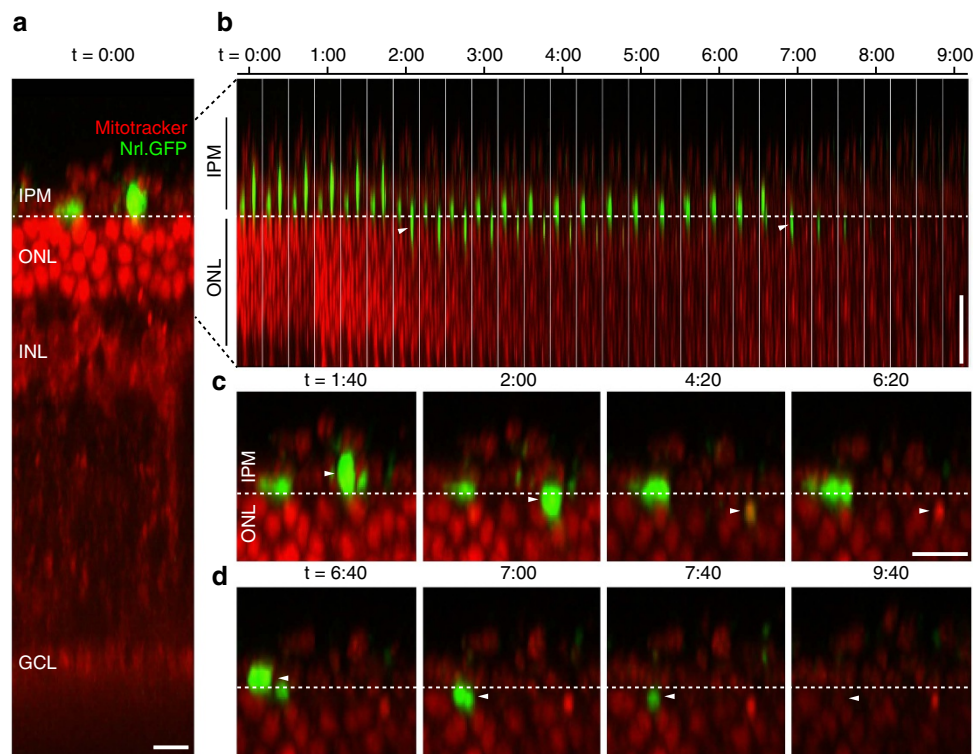 a
t = 0:00
Mitotracker
Nrl.GFP
IPM
ONL
INL
GCL
b
t = 0:00 1:00 2:00 3:00 4:00 5:00 6:00 7:00 8:00 9:00
IPM
ONL
c
t = 1:40 2:00 4:20 6:20
IPM
ONL
d
t = 6:40 7:00 7:40 9:40